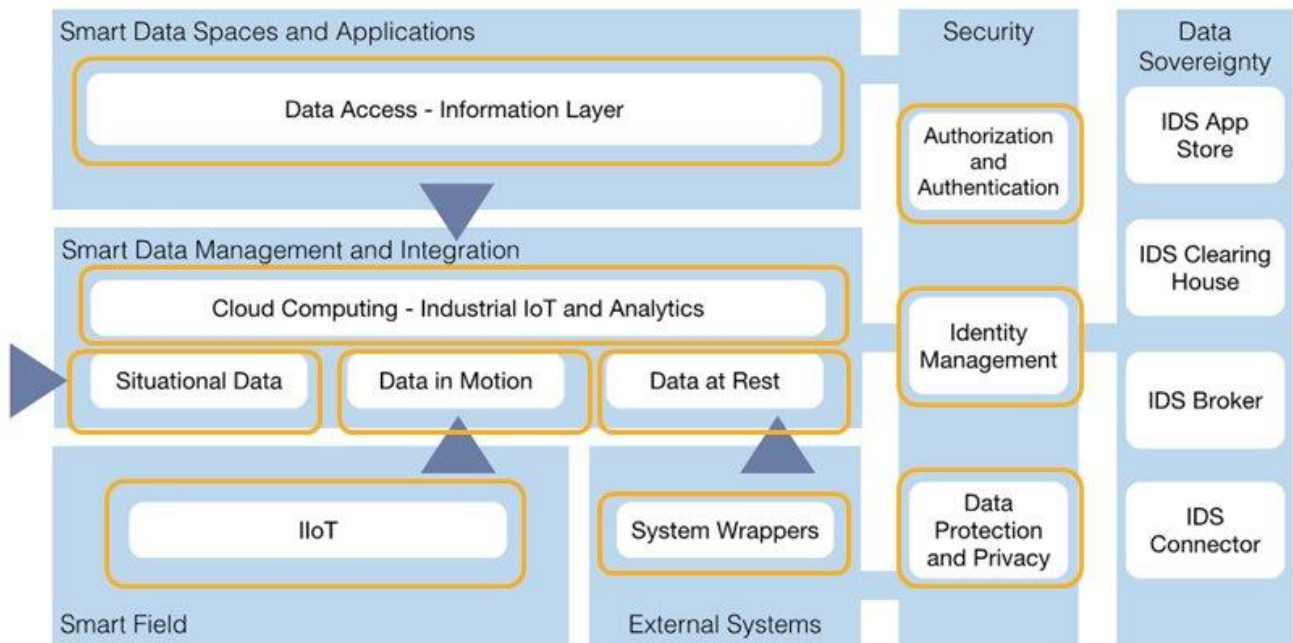 Smart Data Spaces and Applications
Data Access - Information Layer
Smart Data Management and Integration
Cloud Computing - Industrial IoT and Analytics
Situational Data
Data in Motion
Data at Rest
IIoT
Smart Field
System Wrappers
External Systems
Security
Authorization
and
Authentication
Identity
Management
Data
Protection
and Privacy
Data
Sovereignty
IDS App
Store
IDS Clearing
House
IDS Broker
IDS
Connector